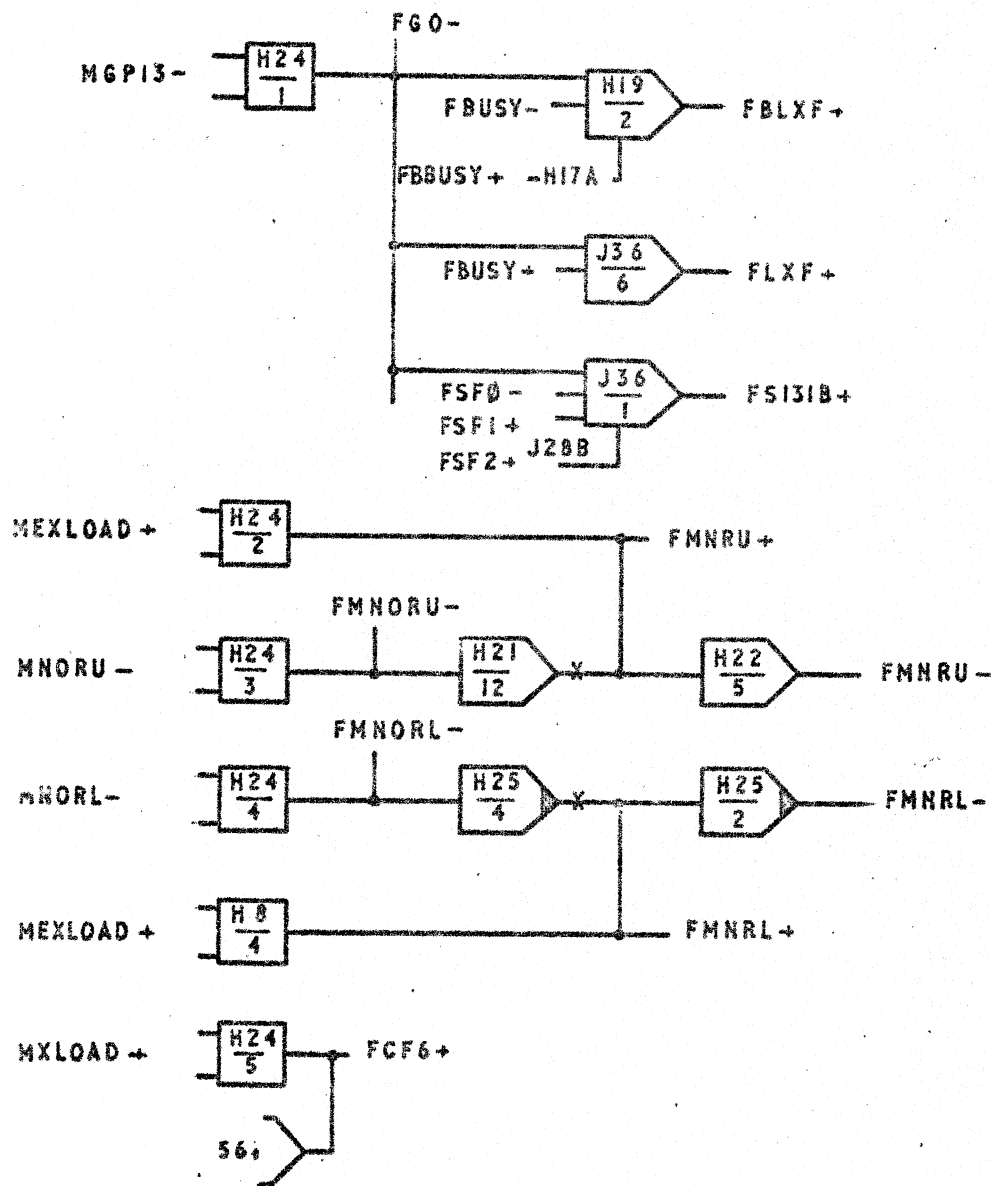 FGO-
MGP13- H24 1
H19 2
FBUSY- FBLXF+
FBBUSY+ -H17A
J36 6
FBUSY+ FLXF+
J36 1
FSFØ- FS131B+
FSF1+
FSF2+ J28B
MEXLOAD+ H24 2 FMNRU+
FMNORU-
MNORU- H24 3 H21 12 X H22 5 FMNRU-
FMNORL-
MNORL- H24 4 H25 4 X H25 2 FMNRL-
MEXLOAD+ H8 4 FMNRL+
MXLOAD+ H24 5 FCF6+